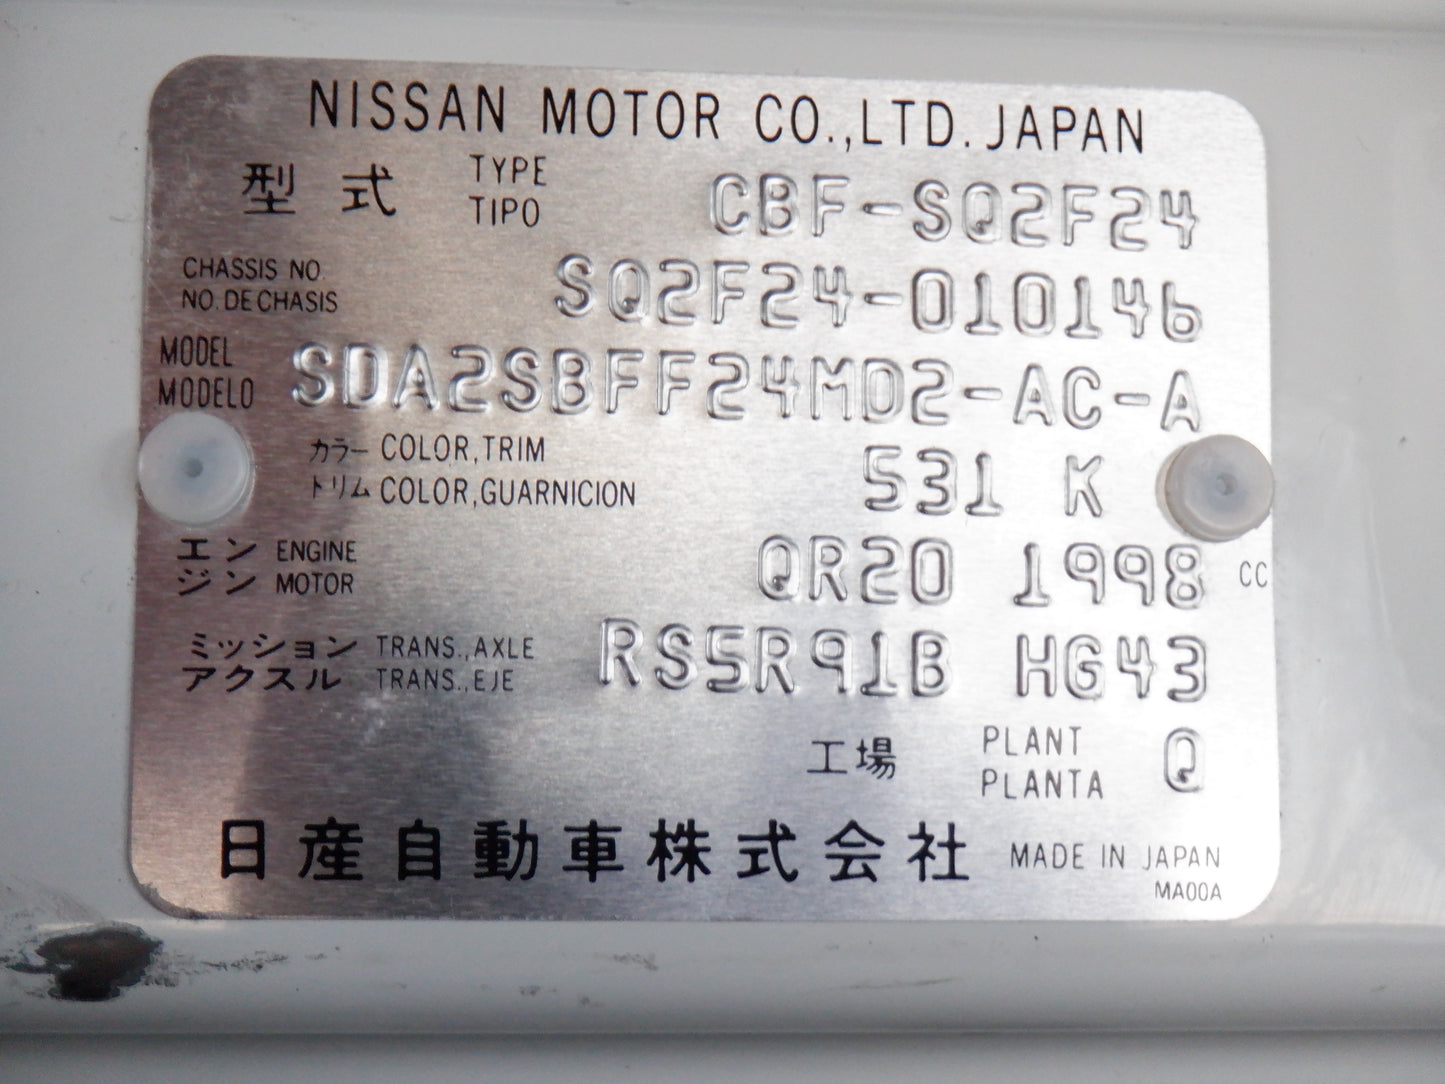 NISSAN MOTOR CO.,LTD. JAPAN
型式 TYPE TIPO CBF-SQ2F24
CHASSIS NO. NO. DE CHASIS SQ2F24-010146
MODEL MODELO SDA2SBFF24MD2-AC-A
カラー COLOR,TRIM
トリム COLOR,GUARNICION 531 K
エンジン ENGINE MOTOR QR20 1998 CC
ミッション TRANS.,AXLE
アクスル TRANS.,EJE RS5R91B HG43
工場 PLANT PLANTA Q
日産自動車株式会社 MADE IN JAPAN
MA00A